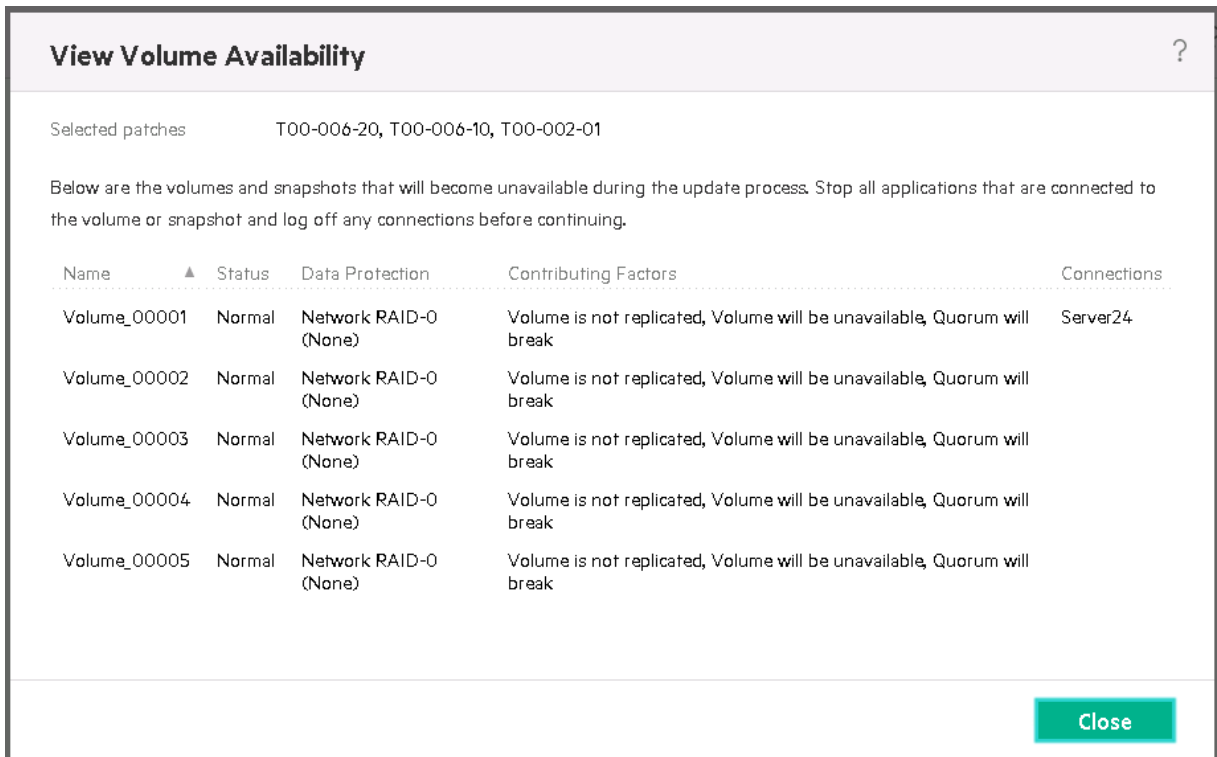 View Volume Availability
?
Selected patches T00-006-20, T00-006-10, T00-002-01
Below are the volumes and snapshots that will become unavailable during the update process. Stop all applications that are connected to
the volume or snapshot and log off any connections before continuing.
Name ▲ Status Data Protection Contributing Factors Connections
Volume_00001 Normal Network RAID-0 Volume is not replicated, Volume will be unavailable, Quorum will Server24
(None) break
Volume_00002 Normal Network RAID-0 Volume is not replicated, Volume will be unavailable, Quorum will
(None) break
Volume_00003 Normal Network RAID-0 Volume is not replicated, Volume will be unavailable, Quorum will
(None) break
Volume_00004 Normal Network RAID-0 Volume is not replicated, Volume will be unavailable, Quorum will
(None) break
Volume_00005 Normal Network RAID-0 Volume is not replicated, Volume will be unavailable, Quorum will
(None) break
Close